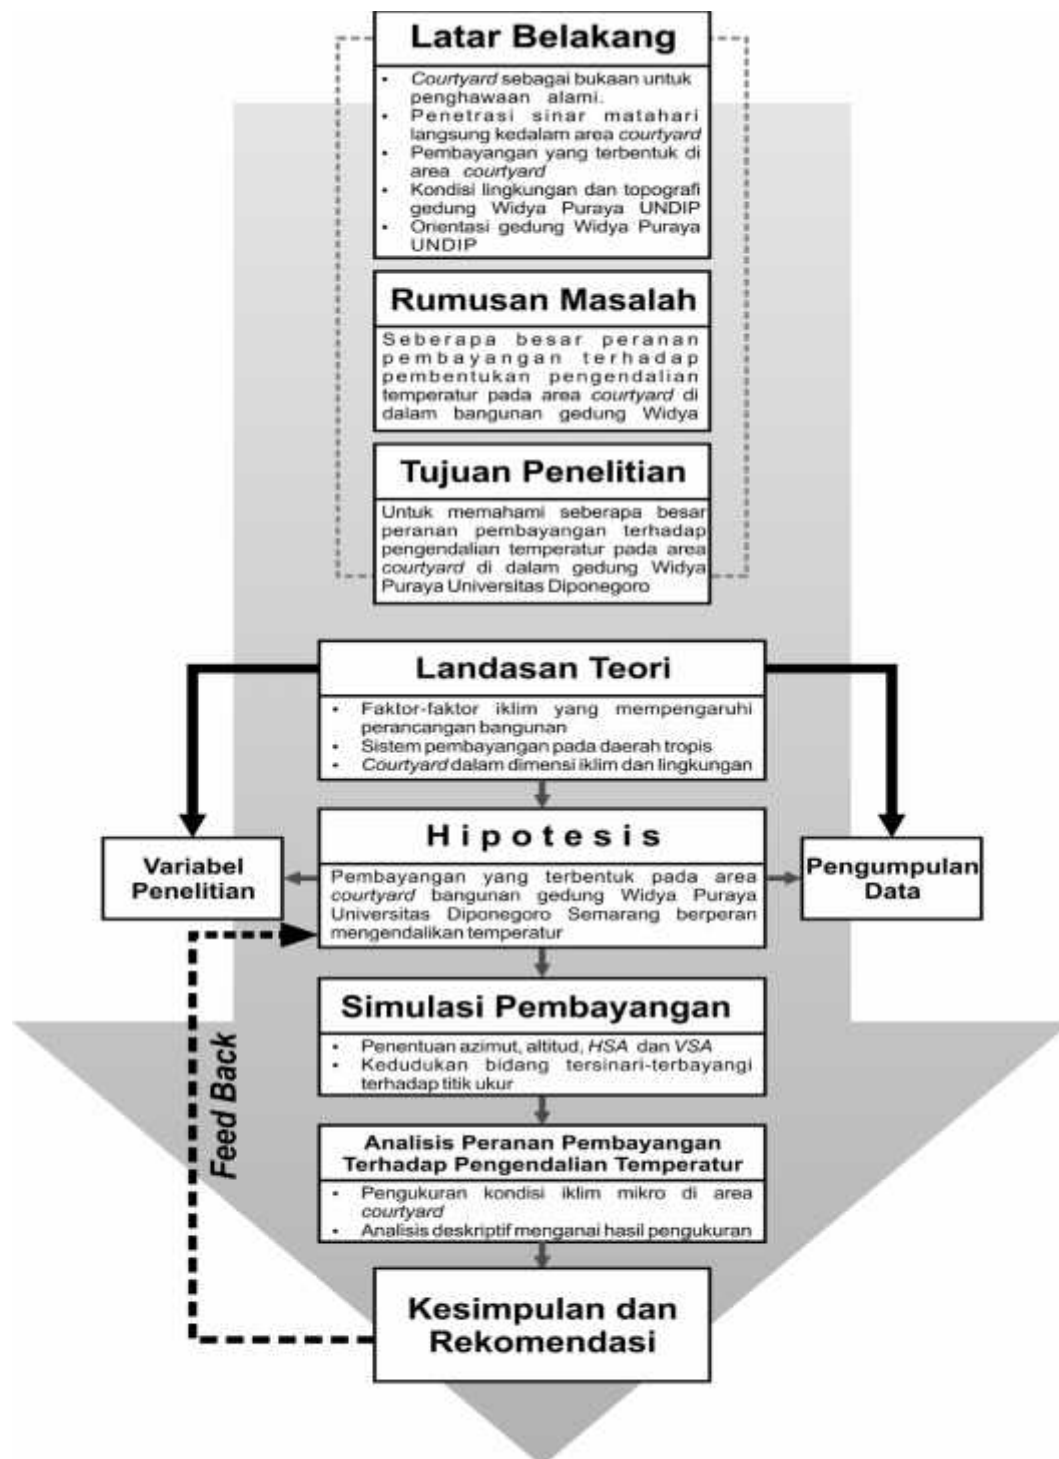 Latar Belakang
• Courtyard sebagai bukaan untuk
penghawaan alami.
• Penetrasi sinar matahari
langsung kedalam area courtyard
• Pembayangan yang terbentuk di
area courtyard
• Kondisi lingkungan dan topografi
gedung Widya Puraya UNDIP
• Orientasi gedung Widya Puraya
UNDIP
Rumusan Masalah
Seberapa besar peranan
pembayangan terhadap
pembentukan pengendalian
temperatur pada area courtyard di
dalam bangunan gedung Widya
Tujuan Penelitian
Untuk memahami seberapa besar
peranan pembayangan terhadap
pengendalian temperatur pada area
courtyard di dalam gedung Widya
Puraya Universitas Diponegoro
Landasan Teori
• Faktor-faktor iklim yang mempengaruhi
perancangan bangunan
• Sistem pembayangan pada daerah tropis
• Courtyard dalam dimensi iklim dan lingkungan
Hipotesis
Pembayangan yang terbentuk pada area
courtyard bangunan gedung Widya Puraya
Universitas Diponegoro Semarang berperan
mengendalikan temperatur
Variabel
Penelitian
Pengumpulan
Data
Simulasi Pembayangan
• Penentuan azimut, altitud, HSA dan VSA
• Kedudukan bidang tersinari-terbayangi
terhadap titik ukur
Analisis Peranan Pembayangan
Terhadap Pengendalian Temperatur
• Pengukuran kondisi iklim mikro di area
courtyard
• Analisis deskriptif menganai hasil pengukuran
Kesimpulan dan
Rekomendasi
Feed Back